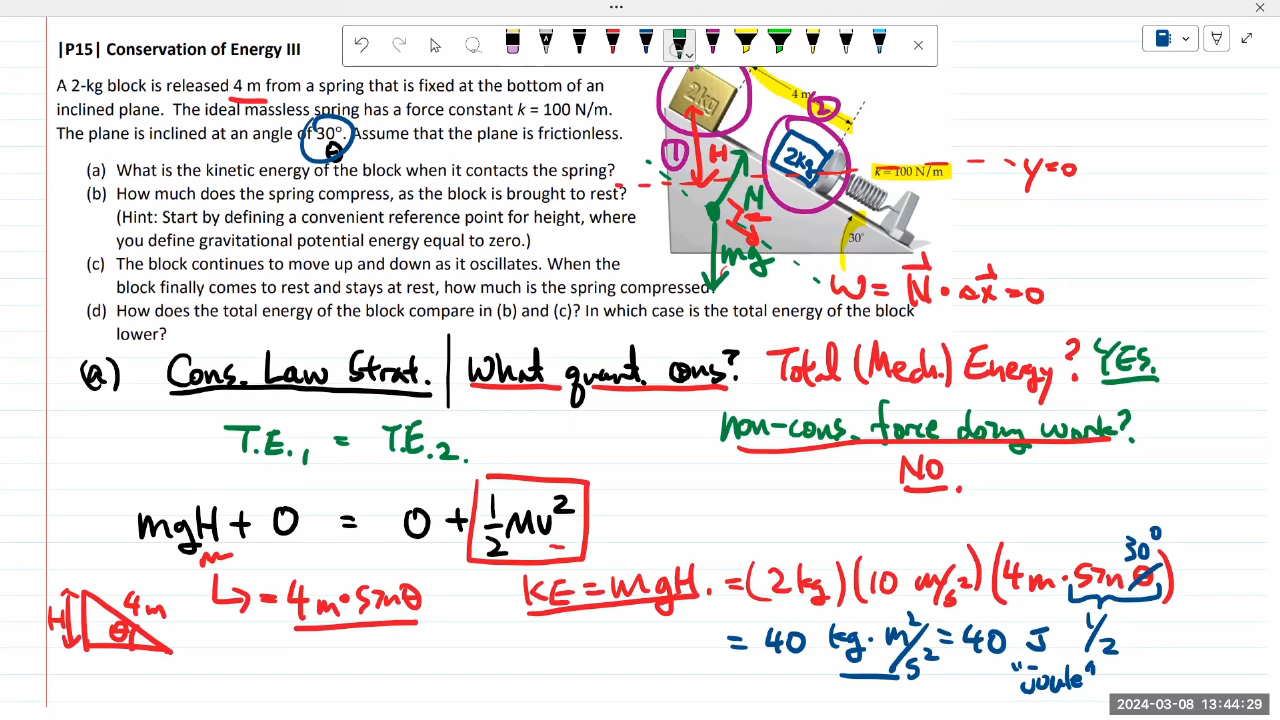 |P15| Conservation of Energy III
A 2-kg block is released 4 m from a spring that is fixed at the bottom of an
inclined plane. The ideal massless spring has a force constant k = 100 N/m.
The plane is inclined at an angle of 30°. Assume that the plane is frictionless.
θ
(a) What is the kinetic energy of the block when it contacts the spring?
(b) How much does the spring compress, as the block is brought to rest?
(Hint: Start by defining a convenient reference point for height, where
you define gravitational potential energy equal to zero.)
(c) The block continues to move up and down as it oscillates. When the
block finally comes to rest and stays at rest, how much is the spring compressed?
(d) How does the total energy of the block compare in (b) and (c)? In which case is the total energy of the block
lower?
2kg
4 m
2
1
H
2kg
k = 100 N/m
y=0
N
mg
30°
W = N · Δx = 0
(a) Cons. Law Strat. | What quant. cons.? Total (Mech.) Energy? YES.
T.E.1 = T.E.2. non-cons. force doing work?
NO.
mgH + 0 = 0 + 1/2 Mv²
↳ = 4m·sinθ
H 4m θ
30°
KE = mgH. = (2kg)(10 m/s²)(4m·sinθ)
= 40 kg·m²/s² = 40 J 1/2
"Joule"
2024-03-08 13:44:29